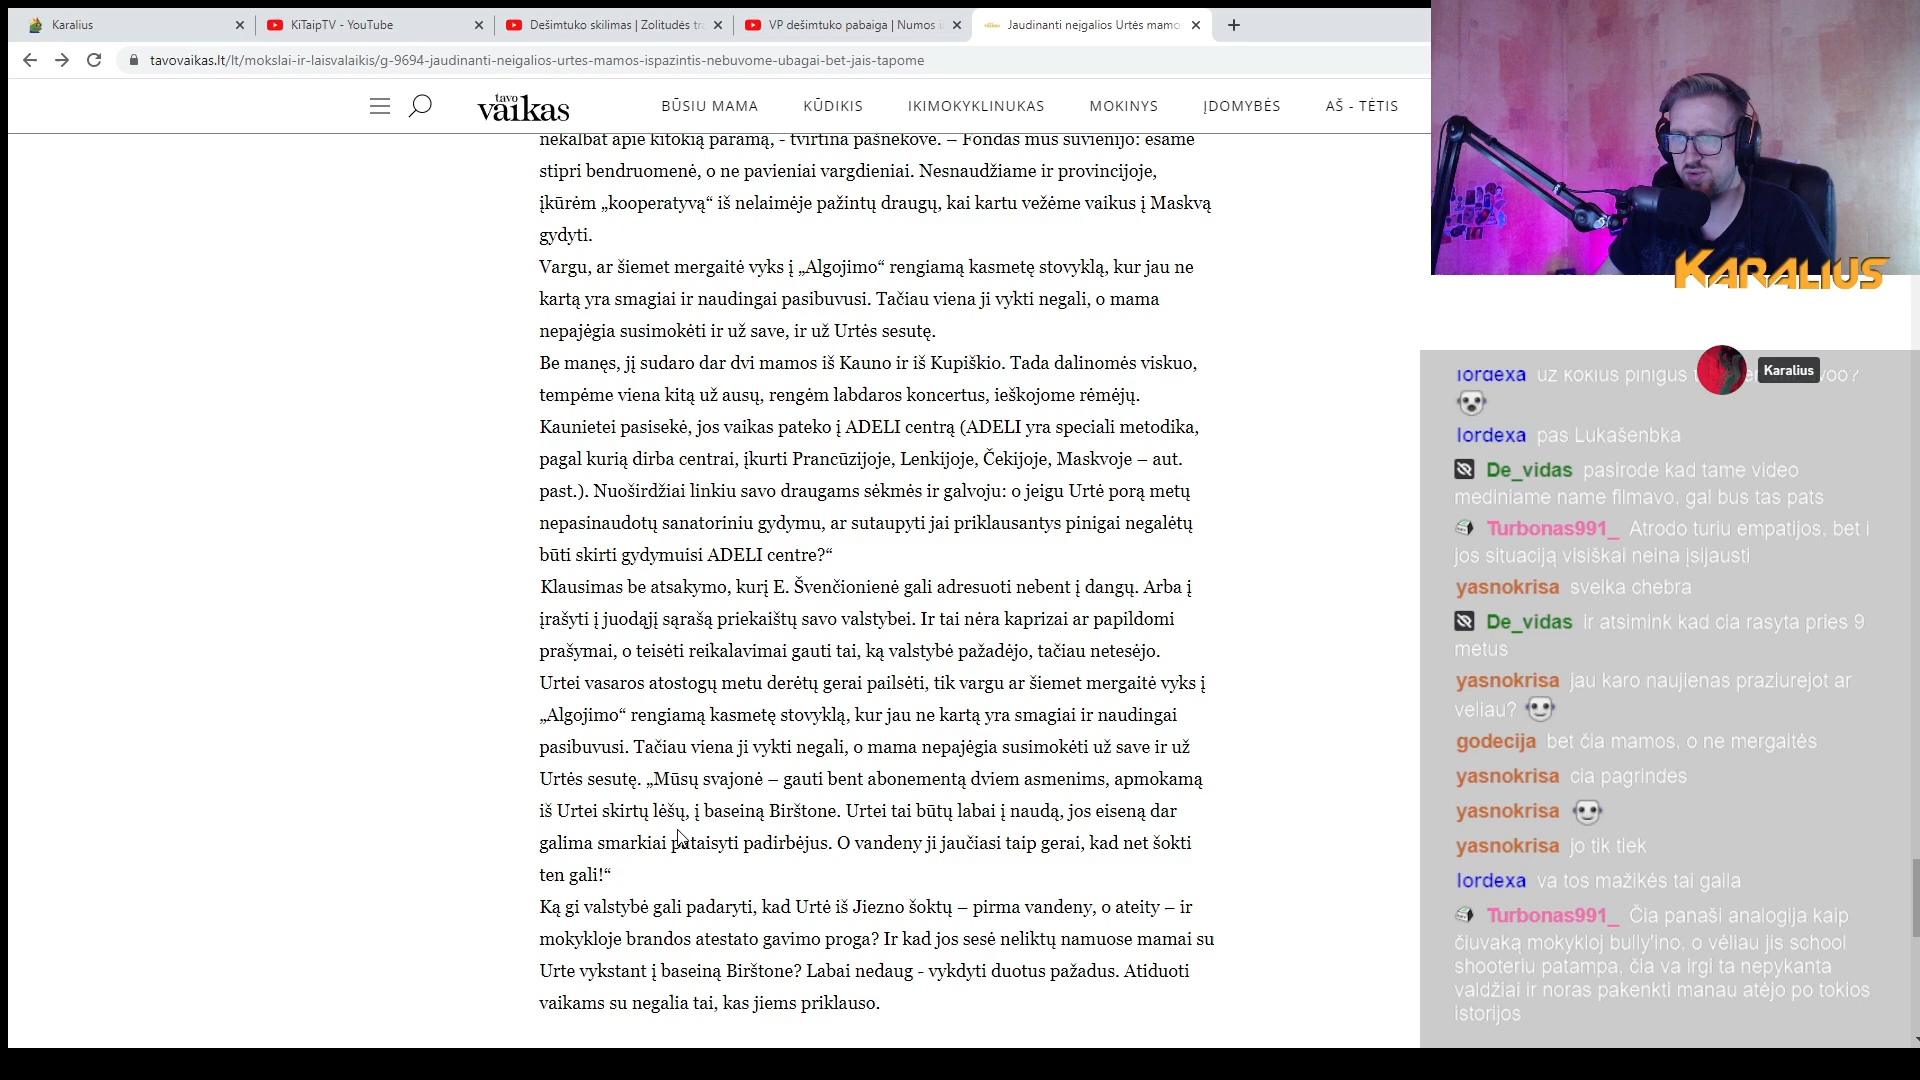 Karalius
KiTaipTV - YouTube
Dešimtuko skilimas | Zolitudės tr
VP dešimtuko pabaiga | Numos i
Jaudinanti neįgalios Urtės mamo
tavovaikas.lt/lt/mokslai-ir-laisvalaikis/g-9694-jaudinanti-neigalios-urtes-mamos-ispazintis-nebuvome-ubagai-bet-jais-tapome
tavo
vaikas
BŪSIU MAMA
KŪDIKIS
IKIMOKYKLINUKAS
MOKINYS
ĮDOMYBĖS
AŠ - TĖTIS
nekalbat apie kitokią paramą, - tvirtina pašnekovė. – Fondas mus suvienijo: esame
stipri bendruomenė, o ne pavieniai vargdieniai. Nesnaudžiame ir provincijoje,
įkūrėm „kooperatyvą“ iš nelaimėje pažintų draugų, kai kartu vežėme vaikus į Maskvą
gydyti.
Vargu, ar šiemet mergaitė vyks į „Algojimo“ rengiamą kasmetę stovyklą, kur jau ne
kartą yra smagiai ir naudingai pasibuvusi. Tačiau viena ji vykti negali, o mama
nepajėgia susimokėti ir už save, ir už Urtės sesutę.
Be manęs, jį sudaro dar dvi mamos iš Kauno ir iš Kupiškio. Tada dalinomės viskuo,
tempėme viena kitą už ausų, rengėm labdaros koncertus, ieškojome rėmėjų.
Kaunietei pasisekė, jos vaikas pateko į ADELI centrą (ADELI yra speciali metodika,
pagal kurią dirba centrai, įkurti Prancūzijoje, Lenkijoje, Čekijoje, Maskvoje – aut.
past.). Nuoširdžiai linkiu savo draugams sėkmės ir galvoju: o jeigu Urtė porą metų
nepasinaudotų sanatoriniu gydymu, ar sutaupyti jai priklausantys pinigai negalėtų
būti skirti gydymuisi ADELI centre?“
Klausimas be atsakymo, kurį E. Švenčionienė gali adresuoti nebent į dangų. Arba į
įrašyti į juodąjį sąrašą priekaištų savo valstybei. Ir tai nėra kaprizai ar papildomi
prašymai, o teisėti reikalavimai gauti tai, ką valstybė pažadėjo, tačiau netesėjo.
Urtei vasaros atostogų metu derėtų gerai pailsėti, tik vargu ar šiemet mergaitė vyks į
„Algojimo“ rengiamą kasmetę stovyklą, kur jau ne kartą yra smagiai ir naudingai
pasibuvusi. Tačiau viena ji vykti negali, o mama nepajėgia susimokėti už save ir už
Urtės sesutę. „Mūsų svajonė – gauti bent abonementą dviem asmenims, apmokamą
iš Urtei skirtų lėšų, į baseiną Birštone. Urtei tai būtų labai į naudą, jos eiseną dar
galima smarkiai pataisyti padirbėjus. O vandeny ji jaučiasi taip gerai, kad net šokti
ten gali!“
Ką gi valstybė gali padaryti, kad Urtė iš Jiezno šoktų – pirma vandeny, o ateity – ir
mokykloje brandos atestato gavimo proga? Ir kad jos sesė neliktų namuose mamai su
Urte vykstant į baseiną Birštone? Labai nedaug - vykdyti duotus pažadus. Atiduoti
vaikams su negalia tai, kas jiems priklauso.
KARALIUS
Karalius
lordexa uz kokius pinigus
lordexa pas Lukašenbka
De_vidas pasirode kad tame video
mediniame name filmavo, gal bus tas pats
Turbonas991_ Atrodo turiu empatijos, bet i
jos situaciją visiškai neina įsijausti
yasnokrisa sveika chebra
De_vidas ir atsimink kad cia rasyta pries 9
metus
yasnokrisa jau karo naujienas praziurejot ar
veliau?
godecija bet čia mamos, o ne mergaitės
yasnokrisa cia pagrindes
yasnokrisa
yasnokrisa jo tik tiek
lordexa va tos mažikės tai gaila
Turbonas991_ Čia panaši analogija kaip
čiuvaką mokykloj bully'ino, o vėliau jis school
shooteriu patampa, čia va irgi ta nepykanta
valdžiai ir noras pakenkti manau atėjo po tokios
istorijos